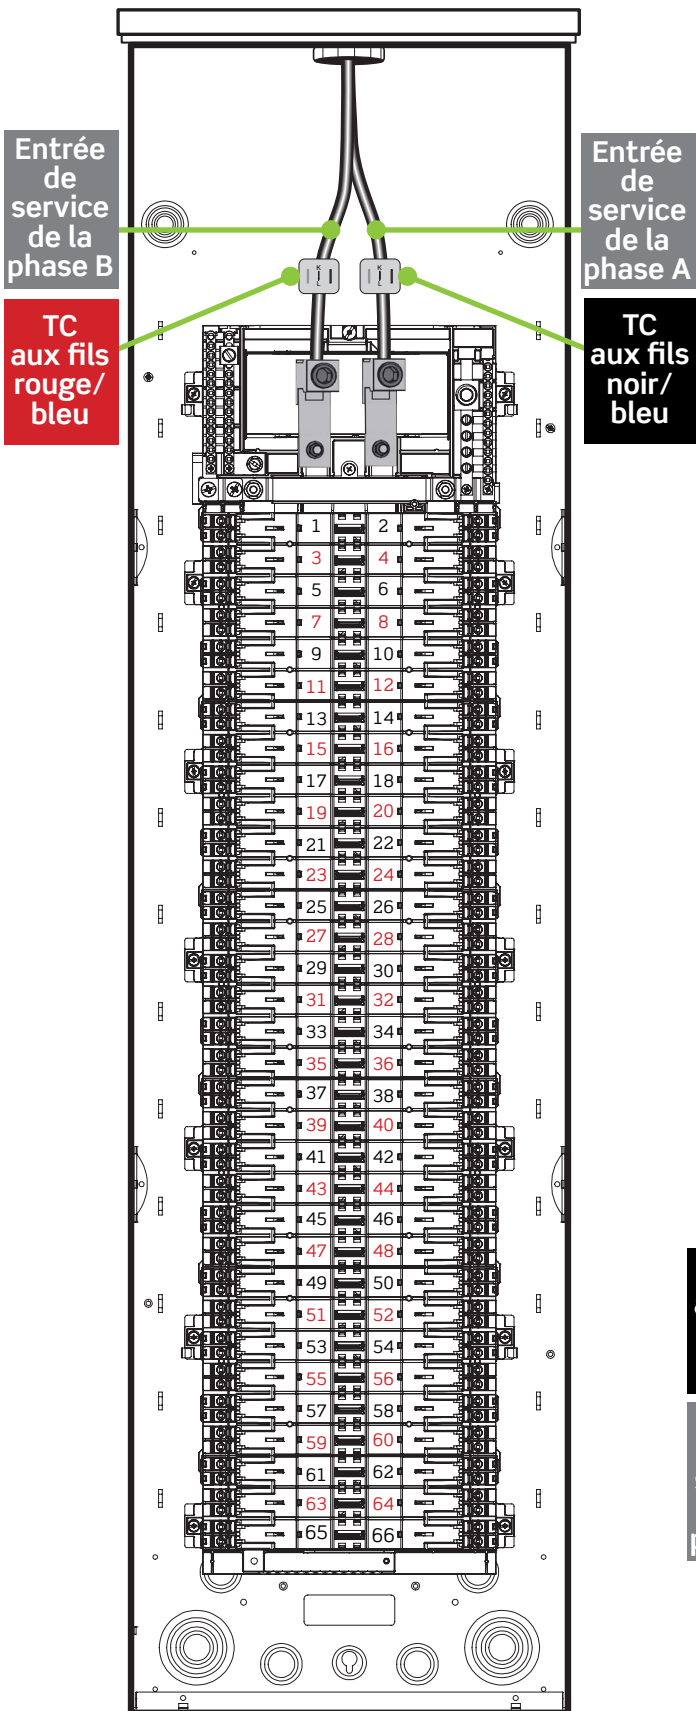 Entrée
de
service
de la
phase B
Entrée
de
service
de la
phase A
K
L
K
L
TC
aux fils
rouge/
bleu
TC
aux fils
noir/
bleu
1 2
3 4
5 6
7 8
9 10
11 12
13 14
15 16
17 18
19 20
21 22
23 24
25 26
27 28
29 30
31 32
33 34
35 36
37 38
39 40
41 42
43 44
45 46
47 48
49 50
51 52
53 54
55 56
57 58
59 60
61 62
63 64
65 66